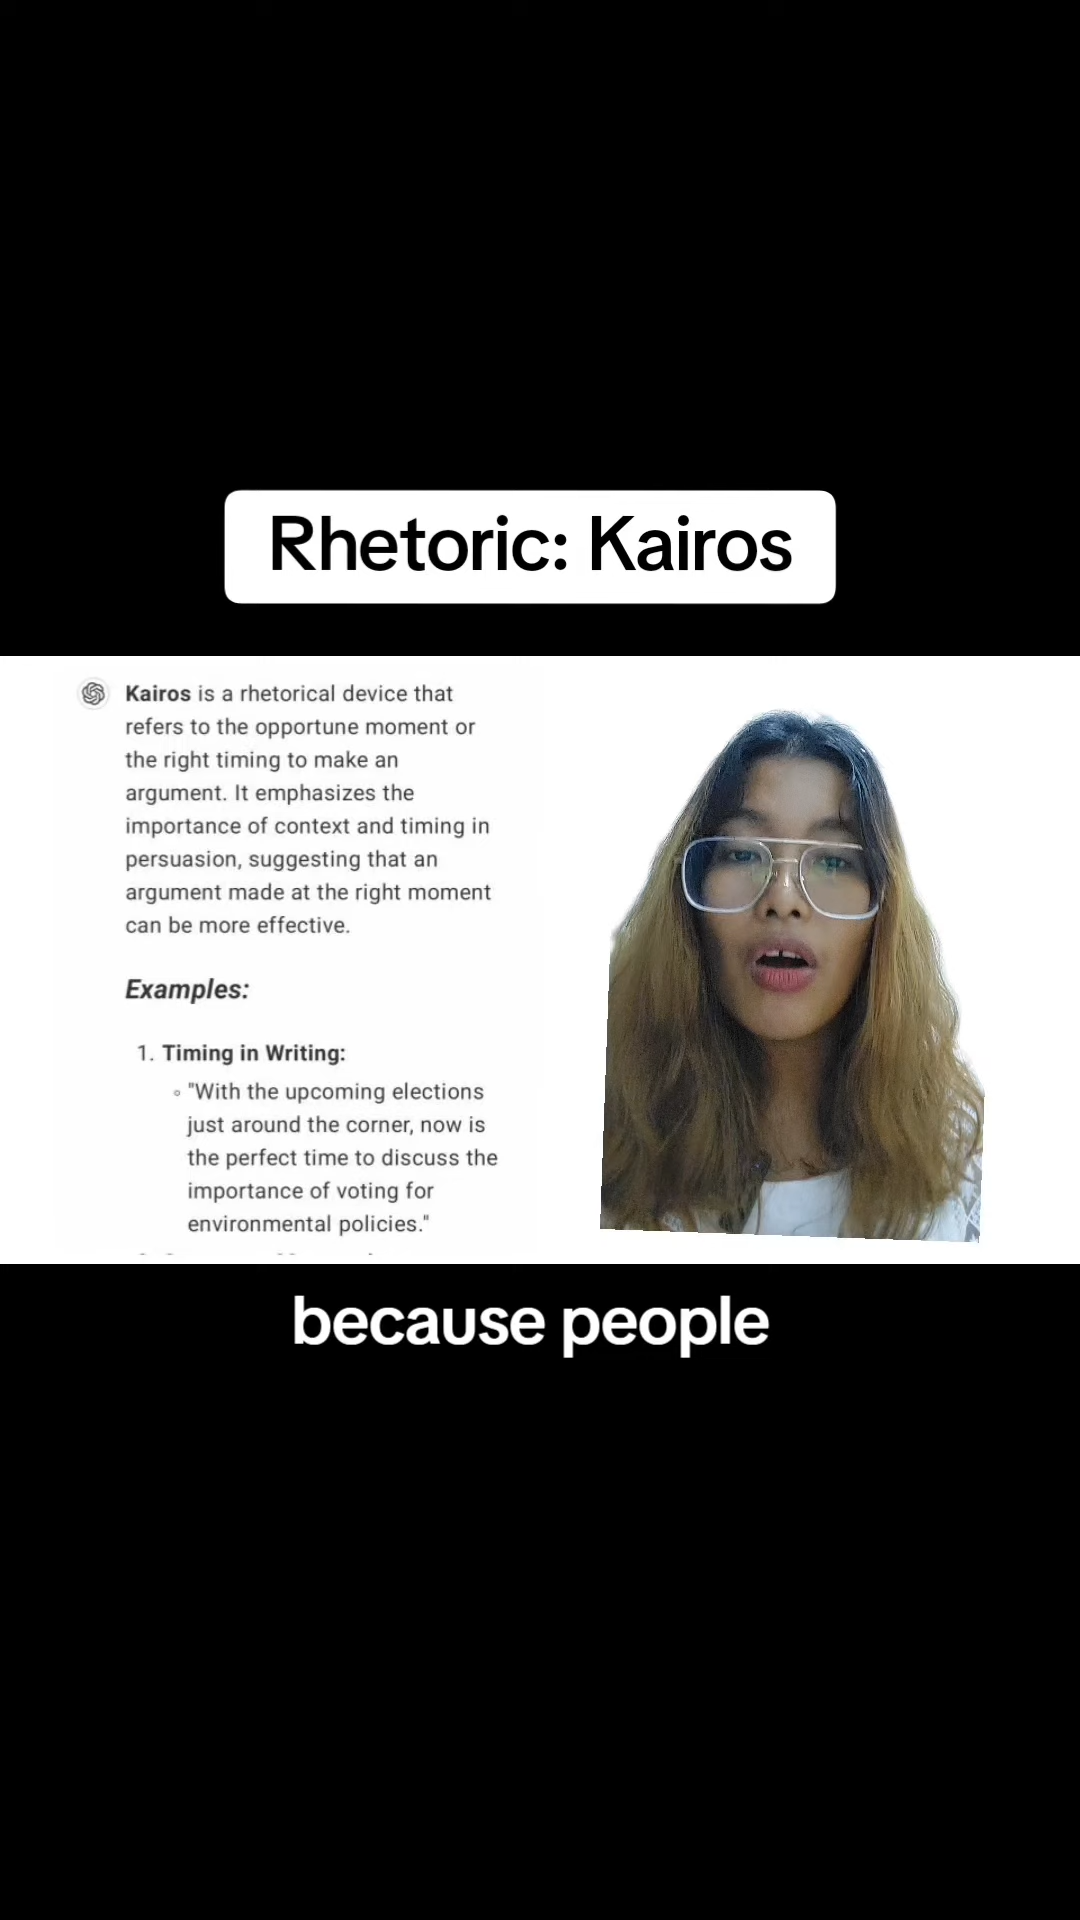 Rhetoric: Kairos
Kairos is a rhetorical device that
refers to the opportune moment or
the right timing to make an
argument. It emphasizes the
importance of context and timing in
persuasion, suggesting that an
argument made at the right moment
can be more effective.
Examples:
1. Timing in Writing:
◦ "With the upcoming elections
just around the corner, now is
the perfect time to discuss the
importance of voting for
environmental policies."
because people